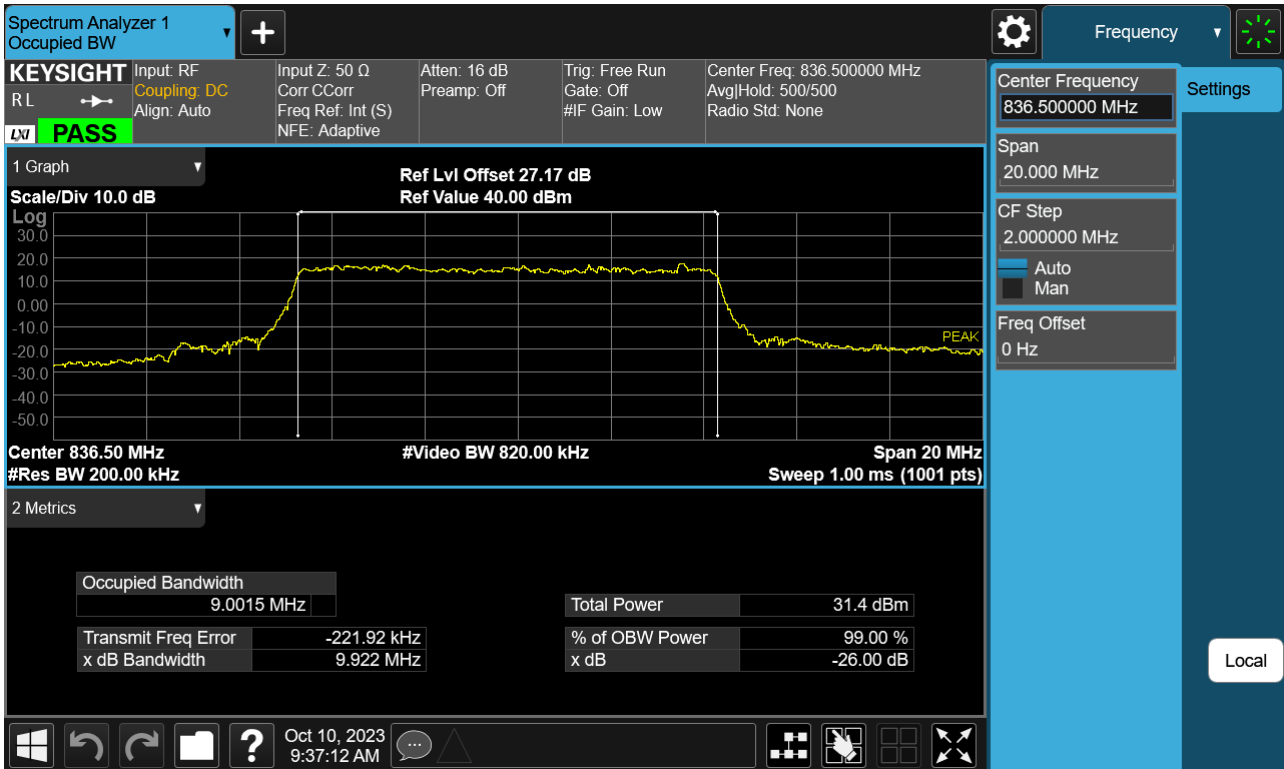 Spectrum Analyzer 1
Occupied BW
Frequency
KEYSIGHT
R L
LXI
PASS
Input: RF
Coupling: DC
Align: Auto
Input Z: 50 Ω
Corr CCorr
Freq Ref: Int (S)
NFE: Adaptive
Atten: 16 dB
Preamp: Off
Trig: Free Run
Gate: Off
#IF Gain: Low
Center Freq: 836.500000 MHz
Avg|Hold: 500/500
Radio Std: None
Center Frequency
836.500000 MHz
Settings
Span
20.000 MHz
CF Step
2.000000 MHz
Auto
Man
Freq Offset
0 Hz
Local
1 Graph
Ref Lvl Offset 27.17 dB
Scale/Div 10.0 dB
Ref Value 40.00 dBm
Log
30.0
20.0
10.0
0.00
-10.0
-20.0
-30.0
-40.0
-50.0
PEAK
Center 836.50 MHz
#Video BW 820.00 kHz
Span 20 MHz
#Res BW 200.00 kHz
Sweep 1.00 ms (1001 pts)
2 Metrics
Occupied Bandwidth
9.0015 MHz
Total Power 31.4 dBm
Transmit Freq Error -221.92 kHz
% of OBW Power 99.00 %
x dB Bandwidth 9.922 MHz
x dB -26.00 dB
?
Oct 10, 2023
9:37:12 AM